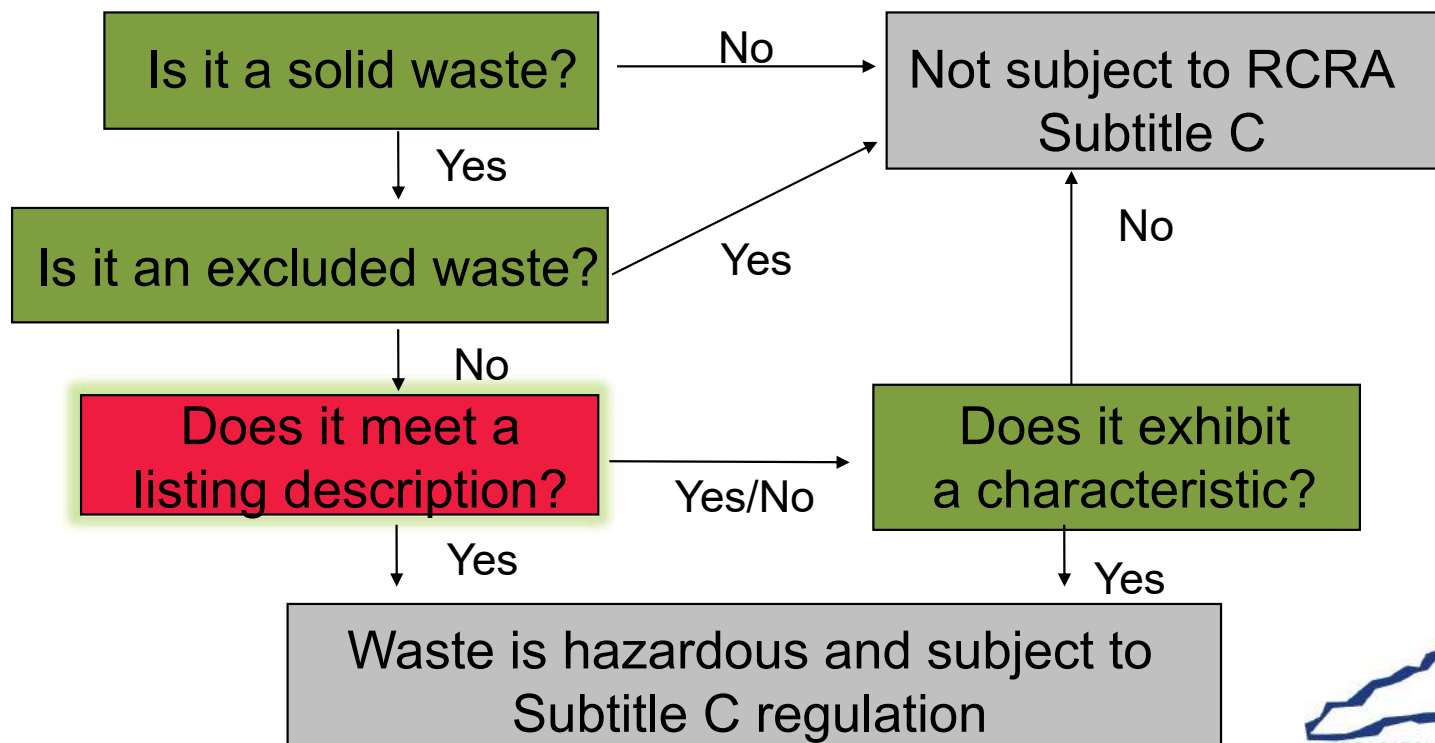 Is it a solid waste?
No
Not subject to RCRA
Subtitle C
Yes
Is it an excluded waste?
Yes
No
No
Does it meet a
listing description?
Yes/No
Does it exhibit
a characteristic?
Yes
Yes
Waste is hazardous and subject to
Subtitle C regulation